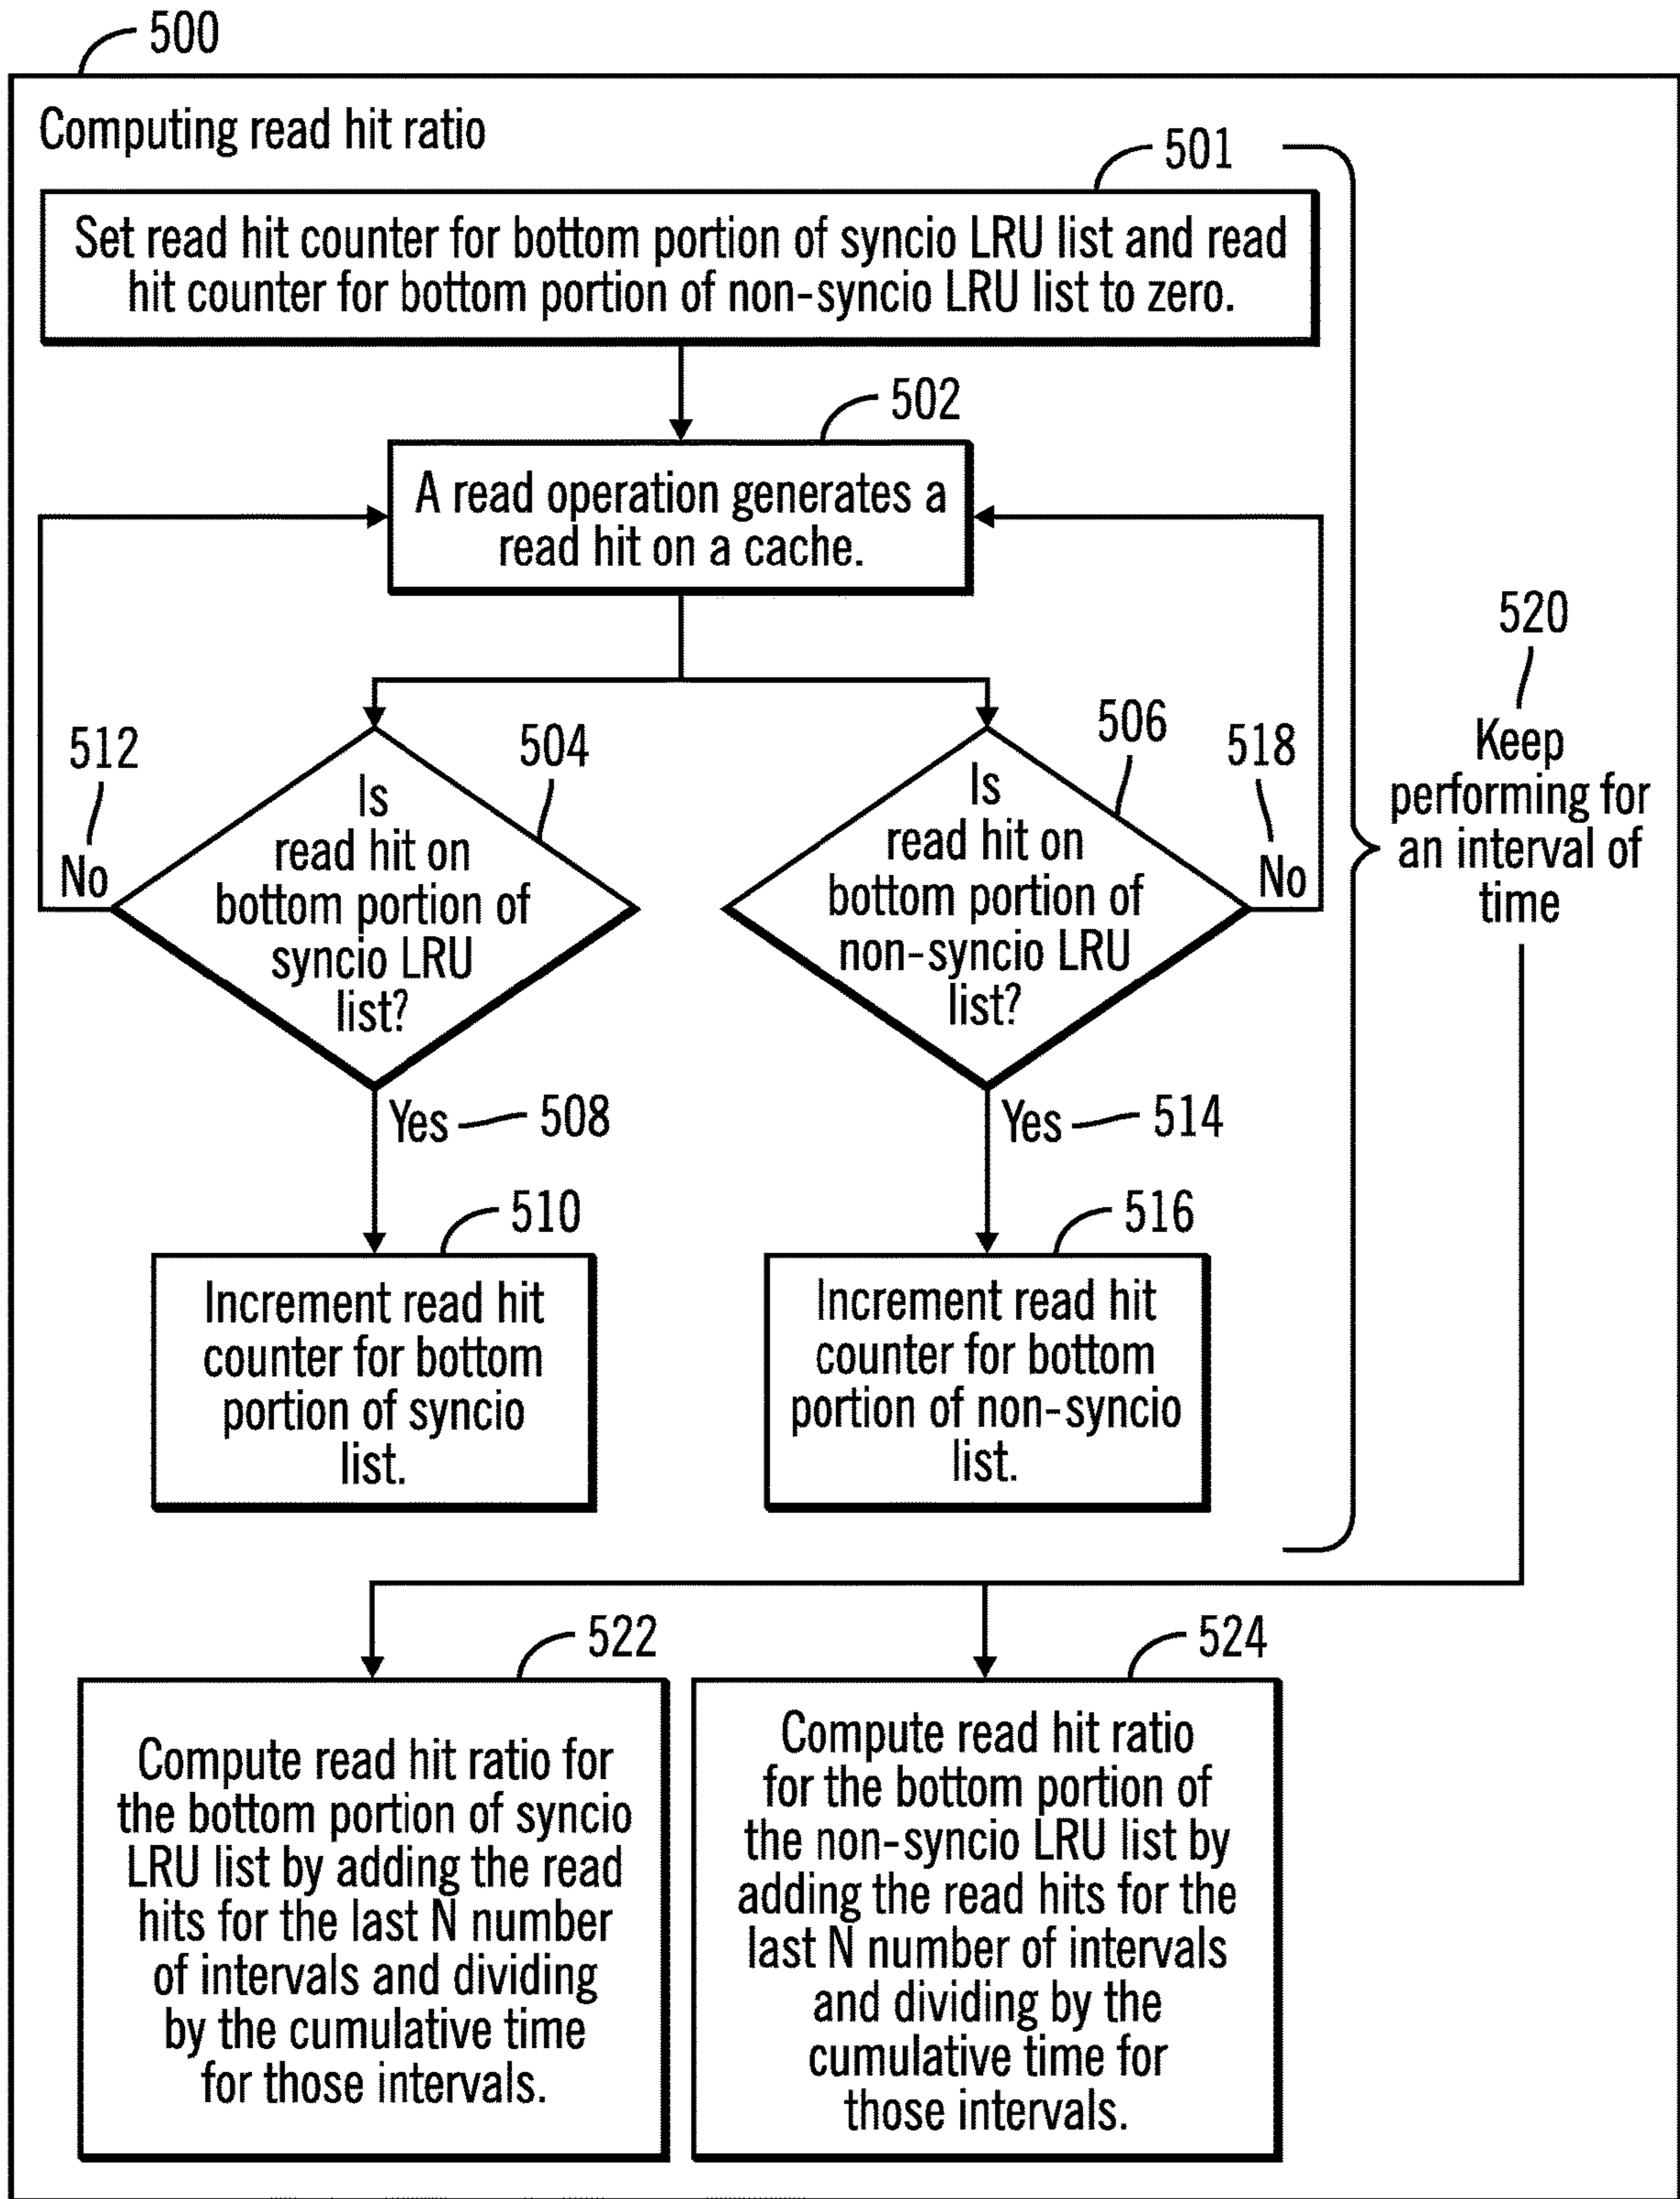 500
Computing read hit ratio
501
Set read hit counter for bottom portion of syncio LRU list and read
hit counter for bottom portion of non-syncio LRU list to zero.
502
A read operation generates a
read hit on a cache.
520
Keep
performing for
an interval of
time
512
No
504
Is
read hit on
bottom portion of
syncio LRU
list?
506
Is
read hit on
bottom portion of
non-syncio LRU
list?
518
No
Yes
508
Yes
514
510
Increment read hit
counter for bottom
portion of syncio
list.
516
Increment read hit
counter for bottom
portion of non-syncio
list.
522
Compute read hit ratio for
the bottom portion of syncio
LRU list by adding the read
hits for the last N number
of intervals and dividing
by the cumulative time
for those intervals.
524
Compute read hit ratio
for the bottom portion of
the non-syncio LRU list by
adding the read hits for the
last N number of intervals
and dividing by the
cumulative time for
those intervals.